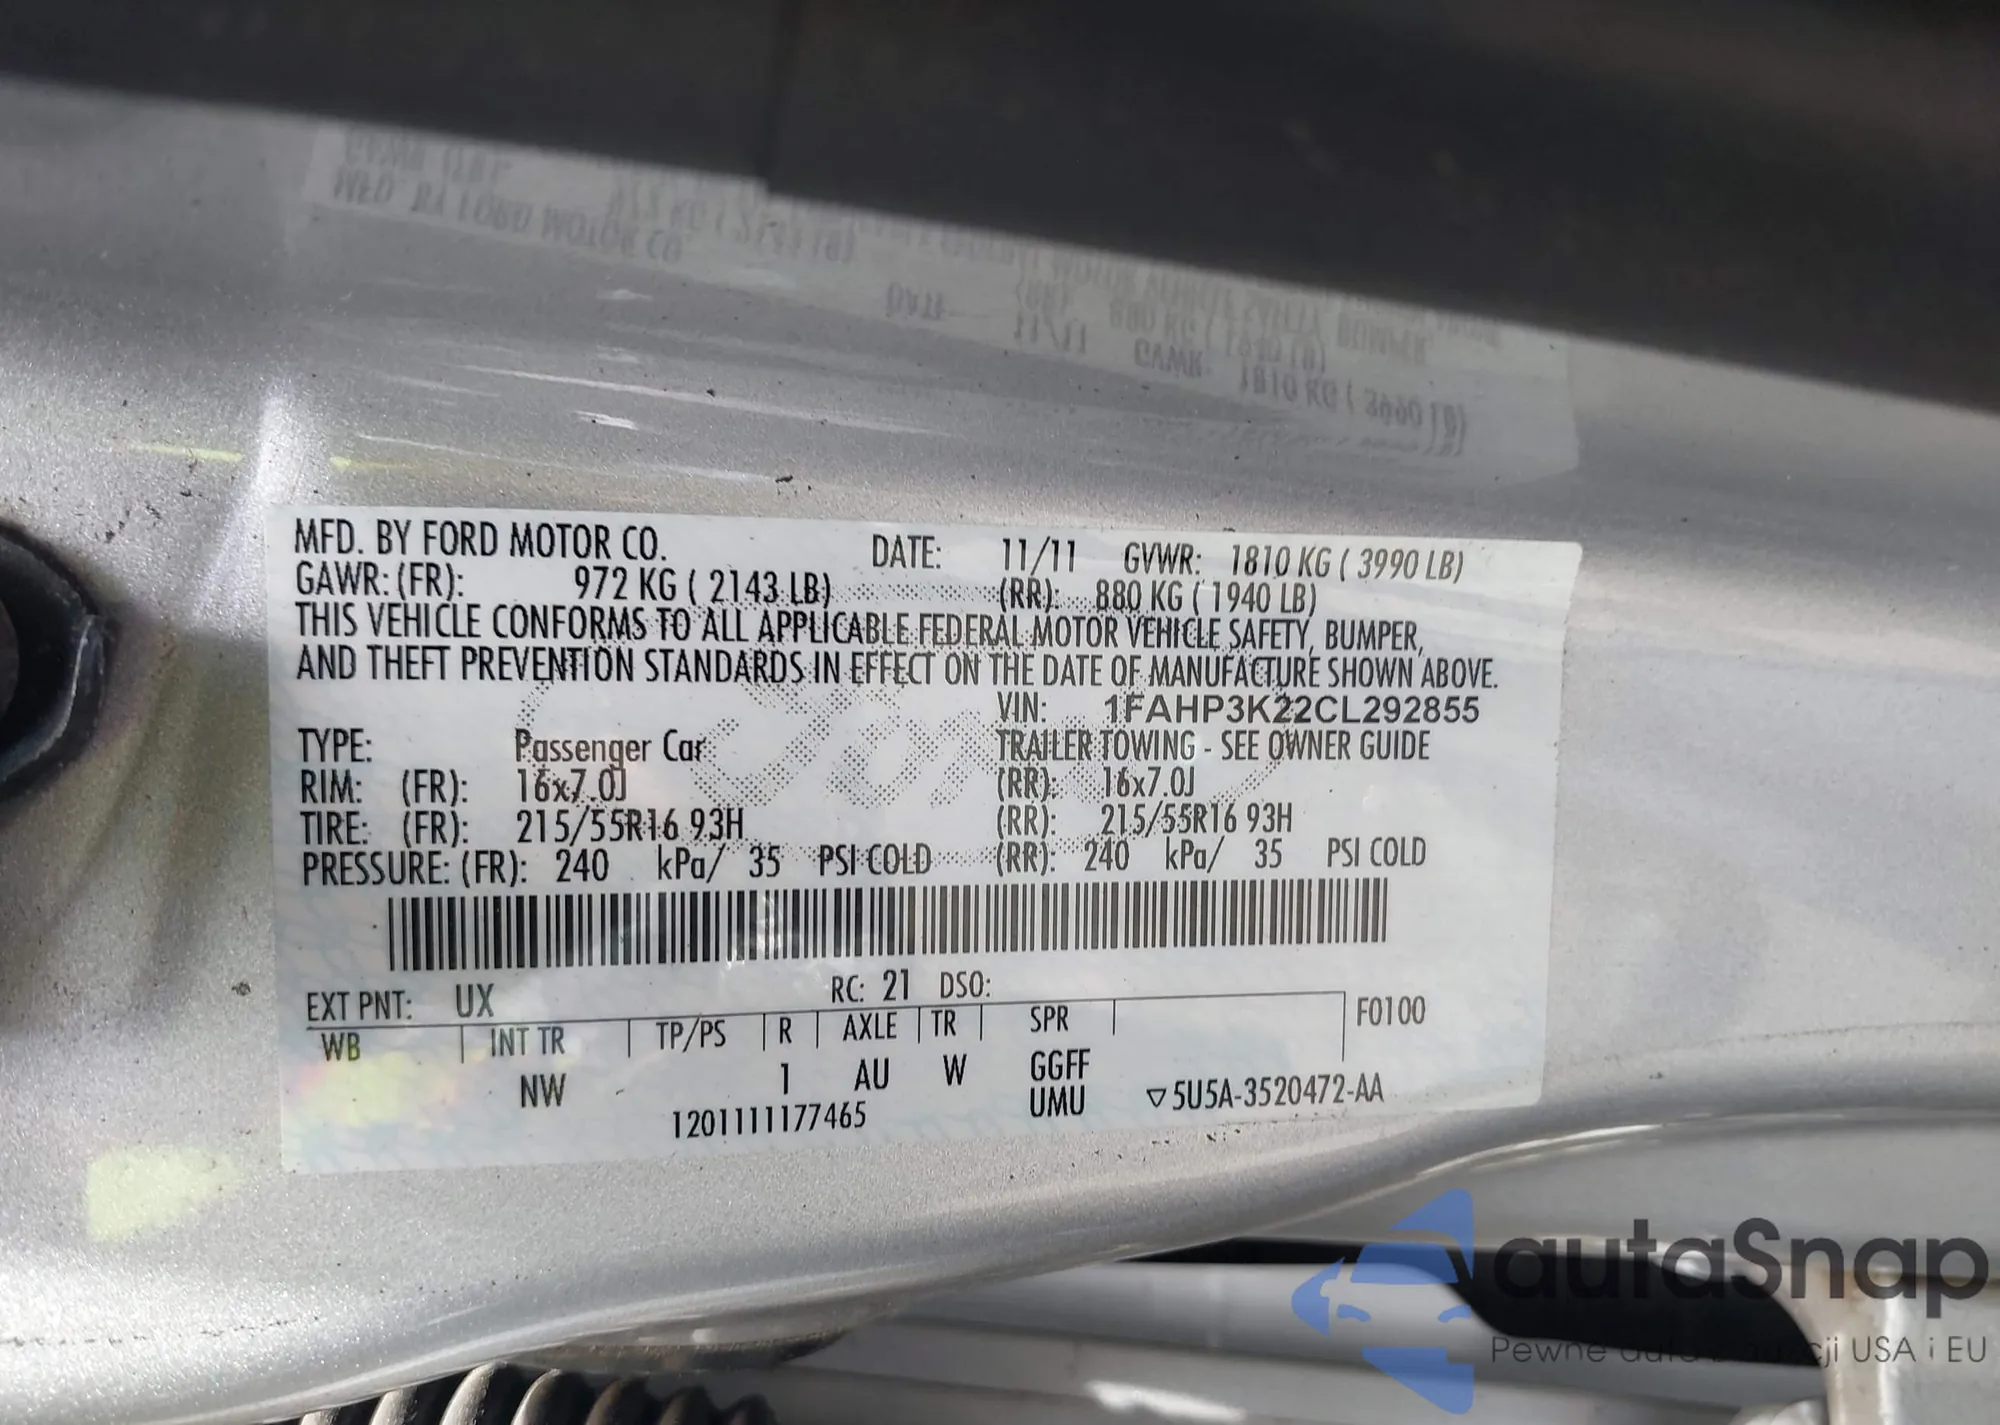 MFD. BY FORD MOTOR CO. DATE: 11/11 GVWR: 1810 KG ( 3990 LB)
GAWR: (FR): 972 KG ( 2143 LB) (RR): 880 KG ( 1940 LB)
THIS VEHICLE CONFORMS TO ALL APPLICABLE FEDERAL MOTOR VEHICLE SAFETY, BUMPER,
AND THEFT PREVENTION STANDARDS IN EFFECT ON THE DATE OF MANUFACTURE SHOWN ABOVE.
VIN: 1FAHP3K22CL292855
TYPE: Passenger Car TRAILER TOWING - SEE OWNER GUIDE
RIM: (FR): 16x7.0J (RR): 16x7.0J
TIRE: (FR): 215/55R16 93H (RR): 215/55R16 93H
PRESSURE: (FR): 240 kPa/ 35 PSI COLD (RR): 240 kPa/ 35 PSI COLD
EXT PNT: UX RC: 21 DSO:
WB INT TR TP/PS R AXLE TR SPR F0100
NW 1 AU W GGFF
1201111177465 UMU ▽5U5A-3520472-AA
autaSnap
Pewne auta z aukcji USA i EU